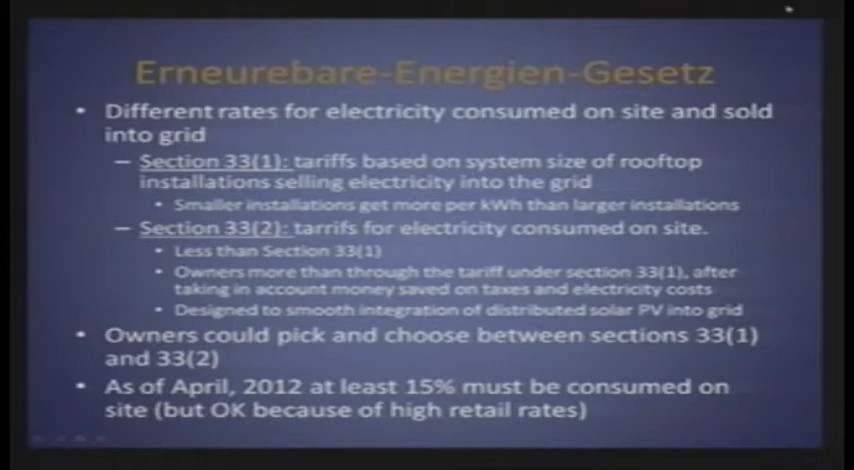 Erneurebare-Energien-Gesetz
• Different rates for electricity consumed on site and sold
into grid
– Section 33(1): tariffs based on system size of rooftop
installations selling electricity into the grid
• Smaller installations get more per kWh than larger installations
– Section 33(2): tarrifs for electricity consumed on site.
• Less than Section 33(1)
• Owners more than through the tariff under section 33(1), after
taking in account money saved on taxes and electricity costs
• Designed to smooth integration of distributed solar PV into grid
• Owners could pick and choose between sections 33(1)
and 33(2)
• As of April, 2012 at least 15% must be consumed on
site (but OK because of high retail rates)